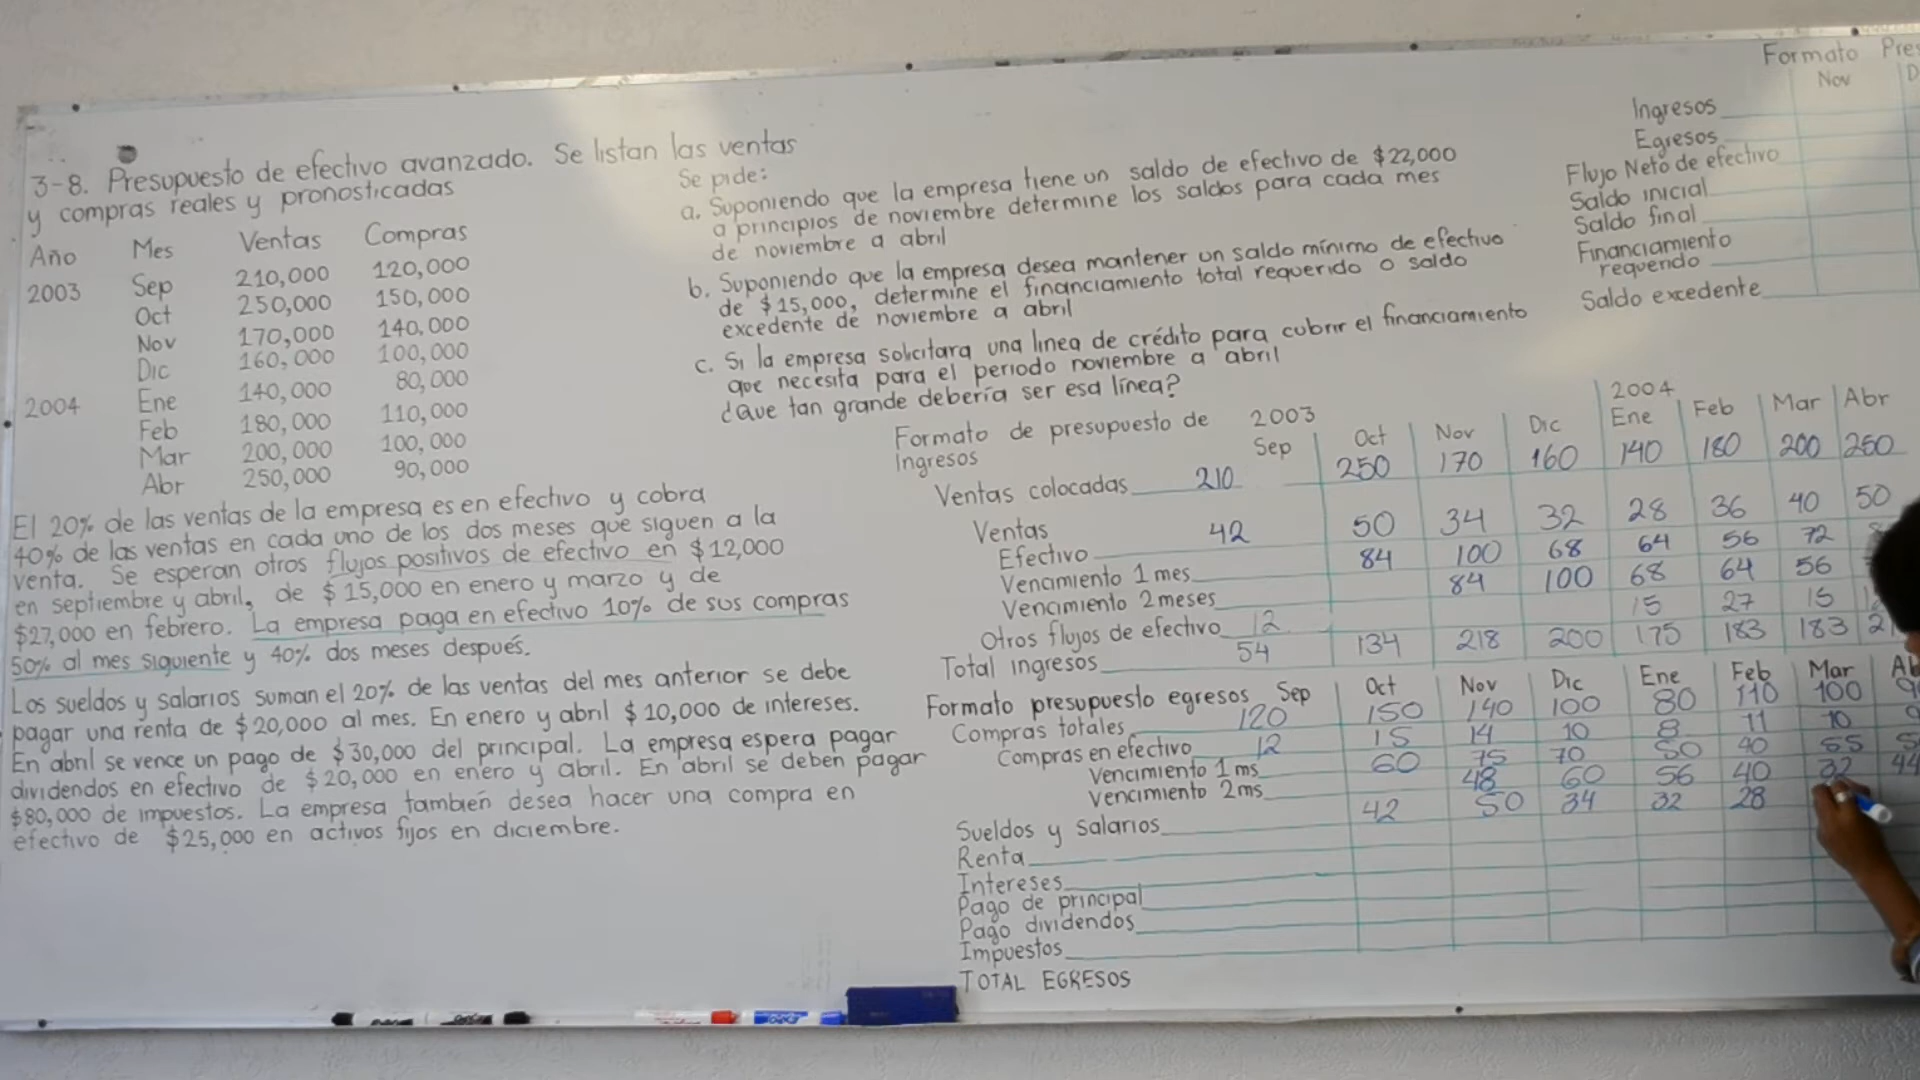 3-8. Presupuesto de efectivo avanzado. Se listan las ventas
y compras reales y pronosticadas
Año Mes Ventas Compras
2003 Sep 210,000 120,000
Oct 250,000 150,000
Nov 170,000 140,000
Dic 160,000 100,000
2004 Ene 140,000 80,000
Feb 180,000 110,000
Mar 200,000 100,000
Abr 250,000 90,000
El 20% de las ventas de la empresa es en efectivo y cobra
40% de las ventas en cada uno de los dos meses que siguen a la
venta. Se esperan otros flujos positivos de efectivo en $12,000
en septiembre y abril, de $15,000 en enero y marzo y de
$27,000 en febrero. La empresa paga en efectivo 10% de sus compras
50% al mes siguiente y 40% dos meses después.
Los sueldos y salarios suman el 20% de las ventas del mes anterior se debe
pagar una renta de $20,000 al mes. En enero y abril $10,000 de intereses.
En abril se vence un pago de $30,000 del principal. La empresa espera pagar
dividendos en efectivo de $20,000 en enero y abril. En abril se deben pagar
$80,000 de impuestos. La empresa también desea hacer una compra en
efectivo de $25,000 en activos fijos en diciembre.
Se pide:
a. Suponiendo que la empresa tiene un saldo de efectivo de $22,000
a principios de noviembre determine los saldos para cada mes
de noviembre a abril
b. Suponiendo que la empresa desea mantener un saldo mínimo de efectivo
de $15,000, determine el financiamiento total requerido o saldo
excedente de noviembre a abril
c. Si la empresa solicitara una linea de crédito para cubrir el financiamiento
que necesita para el periodo noviembre a abril
¿Que tan grande debería ser esa línea?
Formato
Nov
Ingresos
Egresos
Flujo Neto de efectivo
Saldo inicial
Saldo final
Financiamiento
requerido
Saldo excedente
Formato de presupuesto de 2003 2004
Ingresos Sep Oct Nov Dic Ene Feb Mar Abr
Ventas colocadas 210 250 170 160 140 180 200 250
Ventas
Efectivo 42 50 34 32 28 36 40 50
Vencimiento 1 mes 84 100 68 64 56 72
Vencimiento 2 meses 84 100 68 64 56
Otros flujos de efectivo 12 15 27 15
Total ingresos 54 134 218 200 175 183 183
Formato presupuesto egresos Sep Oct Nov Dic Ene Feb Mar
Compras totales 120 150 140 100 80 110 100
Compras en efectivo 12 15 14 10 8 11 10
Vencimiento 1 ms 60 75 70 50 40 55
Vencimiento 2 ms 48 60 56 40 32 44
Sueldos y salarios 42 50 34 32 28
Renta
Intereses
Pago de principal
Pago dividendos
Impuestos
TOTAL EGRESOS